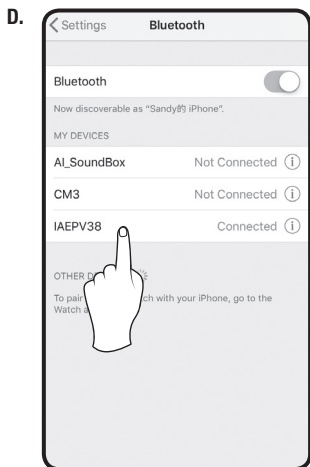 D.
Settings Bluetooth
Bluetooth
Now discoverable as “Sandy的 iPhone”.
MY DEVICES
AI_SoundBox Not Connected i
CM3 Not Connected i
IAEPV38 Connected i
OTHER
To pair ch with your iPhone, go to the
Watch